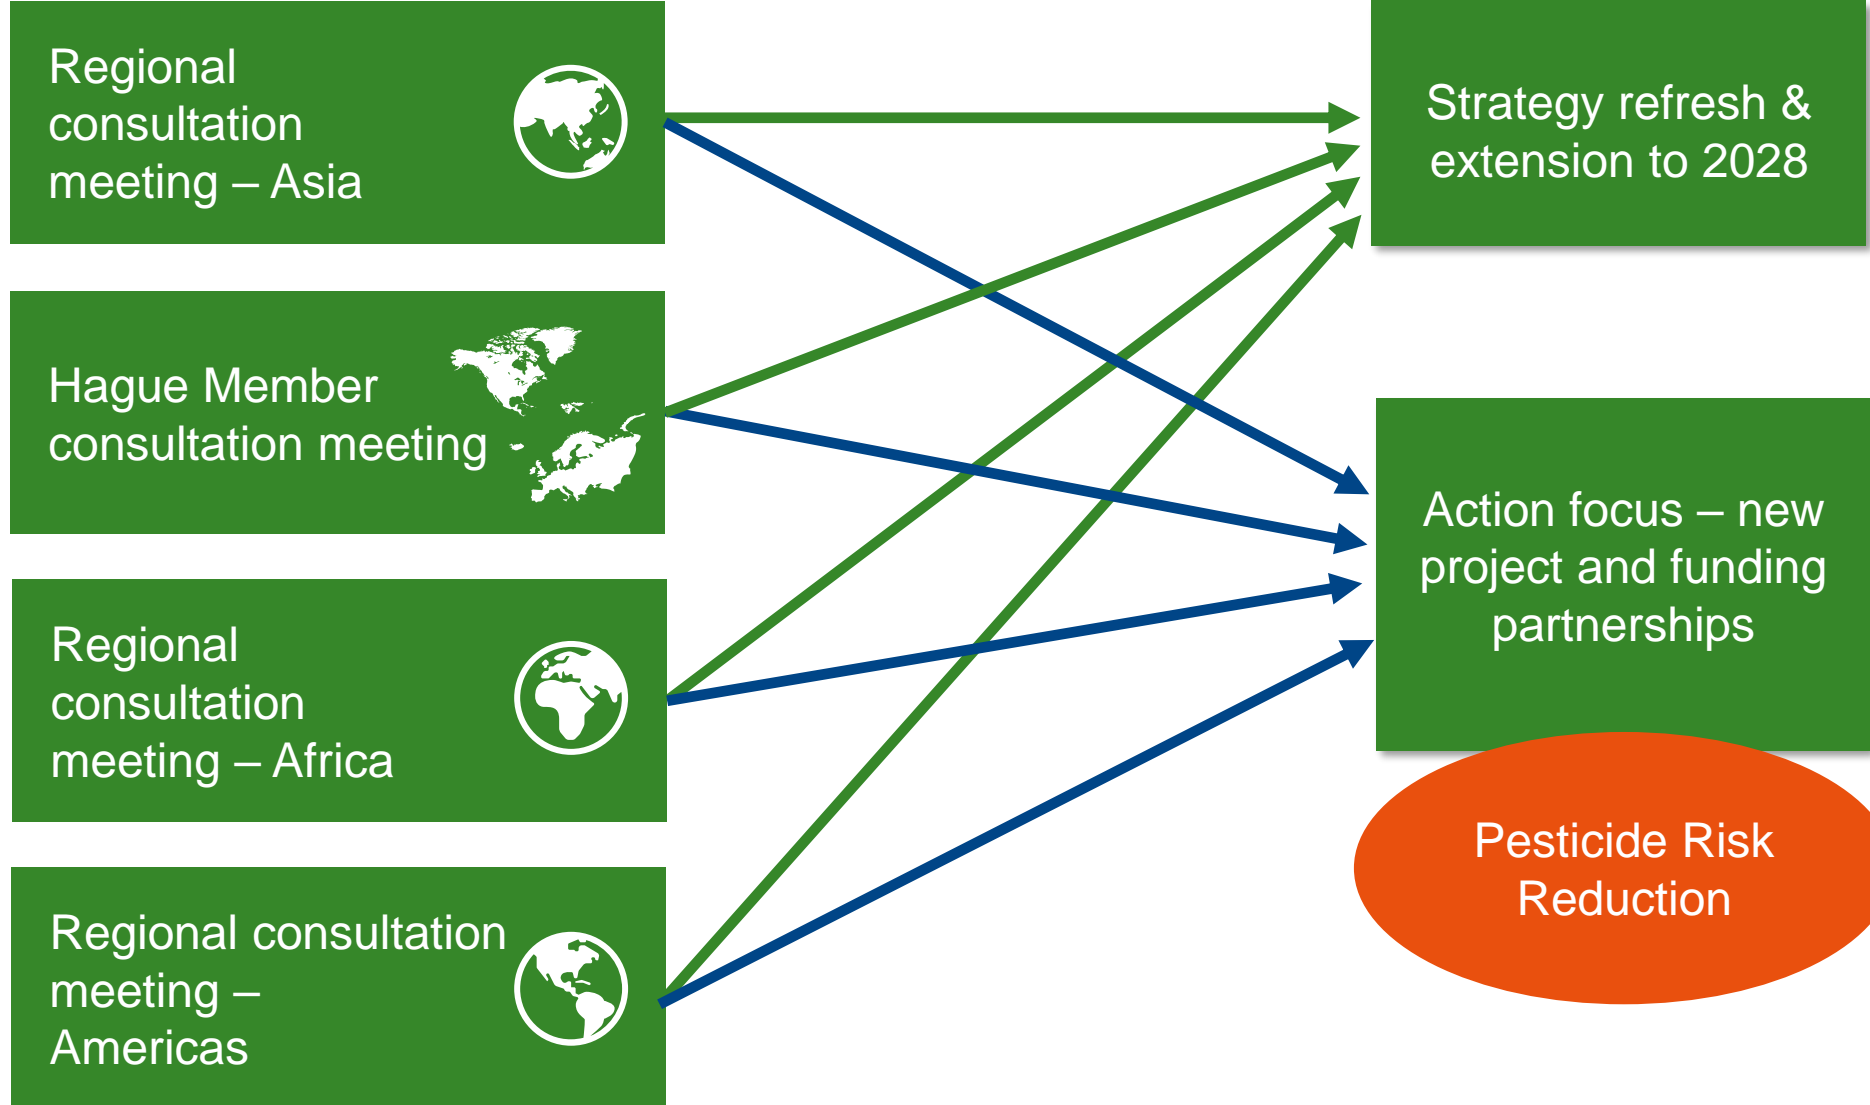 Regional
consultation
meeting – Asia
Hague Member
consultation meeting
Regional
consultation
meeting – Africa
Regional consultation
meeting –
Americas
Strategy refresh &
extension to 2028
Action focus – new
project and funding
partnerships
Pesticide Risk
Reduction